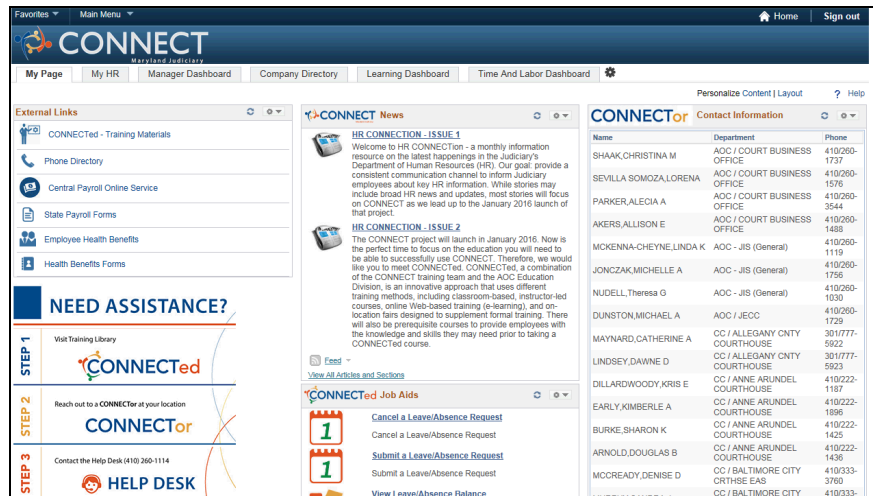 Favorites
Main Menu
Home
Sign out
CONNECT
Maryland Judiciary
My Page
My HR
Manager Dashboard
Company Directory
Learning Dashboard
Time And Labor Dashboard
Personalize Content | Layout
? Help
External Links
CONNECTed - Training Materials
Phone Directory
Central Payroll Online Service
State Payroll Forms
Employee Health Benefits
Health Benefits Forms
NEED ASSISTANCE?
STEP 1
Visit Training Library
CONNECTed
STEP 2
Reach out to a CONNECTor at your location
CONNECTor
STEP 3
Contact the Help Desk (410) 260-1114
HELP DESK
CONNECT News
HR CONNECTION - ISSUE 1
Welcome to HR CONNECTion - a monthly information
resource on the latest happenings in the Judiciary's
Department of Human Resources (HR). Our goal: provide a
consistent communication channel to inform Judiciary
employees about key HR information. While stories may
include broad HR news and updates, most stories will focus
on CONNECT as we lead up to the January 2016 launch of
that project.
HR CONNECTION - ISSUE 2
The CONNECT project will launch in January 2016. Now is
the perfect time to focus on the education you will need to
be able to successfully use CONNECT. Therefore, we would
like you to meet CONNECTed. CONNECTed, a combination
of the CONNECT training team and the AOC Education
Division, is an innovative approach that uses different
training methods, including classroom-based, instructor-led
courses, online Web-based training (e-learning), and on-
location fairs designed to supplement formal training. There
will also be prerequisite courses to provide employees with
the knowledge and skills they may need prior to taking a
CONNECTed course.
Feed
View All Articles and Sections
CONNECTed Job Aids
1
Cancel a Leave/Absence Request
Cancel a Leave/Absence Request
1
Submit a Leave/Absence Request
Submit a Leave/Absence Request
View Leave/Absence Balance
CONNECTor Contact Information
Name Department Phone
SHAAK,CHRISTINA M AOC / COURT BUSINESS OFFICE 410/260-1737
SEVILLA SOMOZA,LORENA AOC / COURT BUSINESS OFFICE 410/260-1576
PARKER,ALECIA A AOC / COURT BUSINESS OFFICE 410/260-3544
AKERS,ALLISON E AOC / COURT BUSINESS OFFICE 410/260-1488
MCKENNA-CHEYNE,LINDA K AOC - JIS (General) 410/260-1119
JONCZAK,MICHELLE A AOC - JIS (General) 410/260-1756
NUDELL,Theresa G AOC - JIS (General) 410/260-1030
DUNSTON,MICHAEL A AOC / JECC 410/260-1729
MAYNARD,CATHERINE A CC / ALLEGANY CNTY COURTHOUSE 301/777-5922
LINDSEY,DAWNE D CC / ALLEGANY CNTY COURTHOUSE 301/777-5923
DILLARDWOODY,KRIS E CC / ANNE ARUNDEL COURTHOUSE 410/222-1187
EARLY,KIMBERLE A CC / ANNE ARUNDEL COURTHOUSE 410/222-1896
BURKE,SHARON K CC / ANNE ARUNDEL COURTHOUSE 410/222-1425
ARNOLD,DOUGLAS B CC / ANNE ARUNDEL COURTHOUSE 410/222-1436
MCCREADY,DENISE D CC / BALTIMORE CITY CRTHSE EAS 410/333-3760
CC / BALTIMORE CITY 410/333-